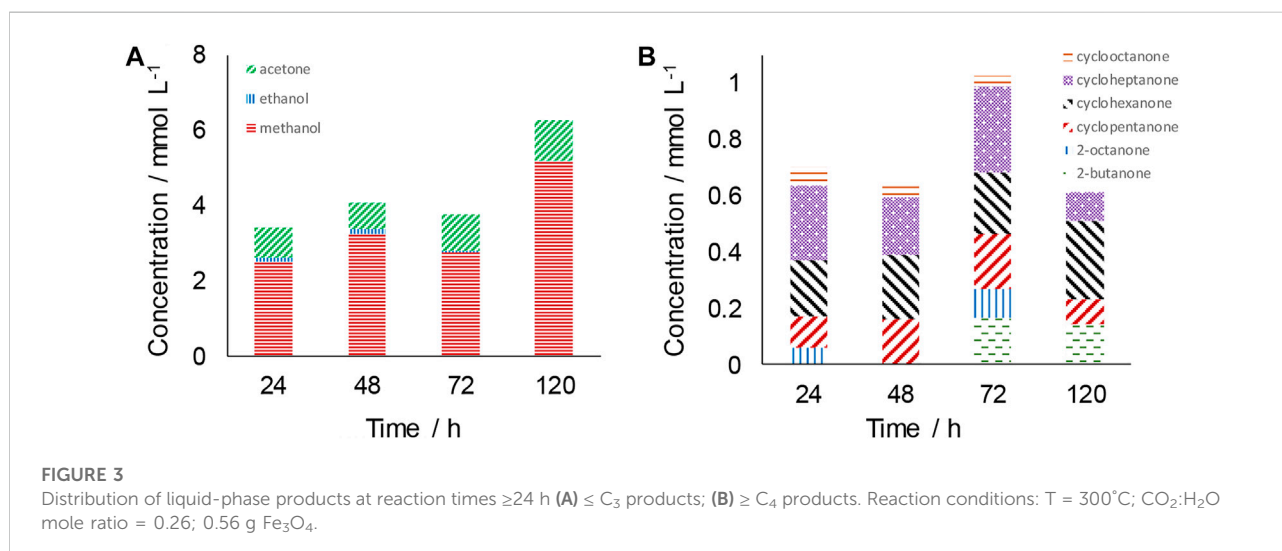 A
8
6
4
2
0
Concentration / mmol L⁻¹
acetone
ethanol
methanol
24 48 72 120
Time / h
B
1
0.8
0.6
0.4
0.2
0
Concentration / mmol L⁻¹
cyclooctanone
cycloheptanone
cyclohexanone
cyclopentanone
2-octanone
2-butanone
24 48 72 120
Time / h
FIGURE 3
Distribution of liquid-phase products at reaction times ≥24 h (A) ≤ C₃ products; (B) ≥ C₄ products. Reaction conditions: T = 300°C; CO₂:H₂O
mole ratio = 0.26; 0.56 g Fe₃O₄.